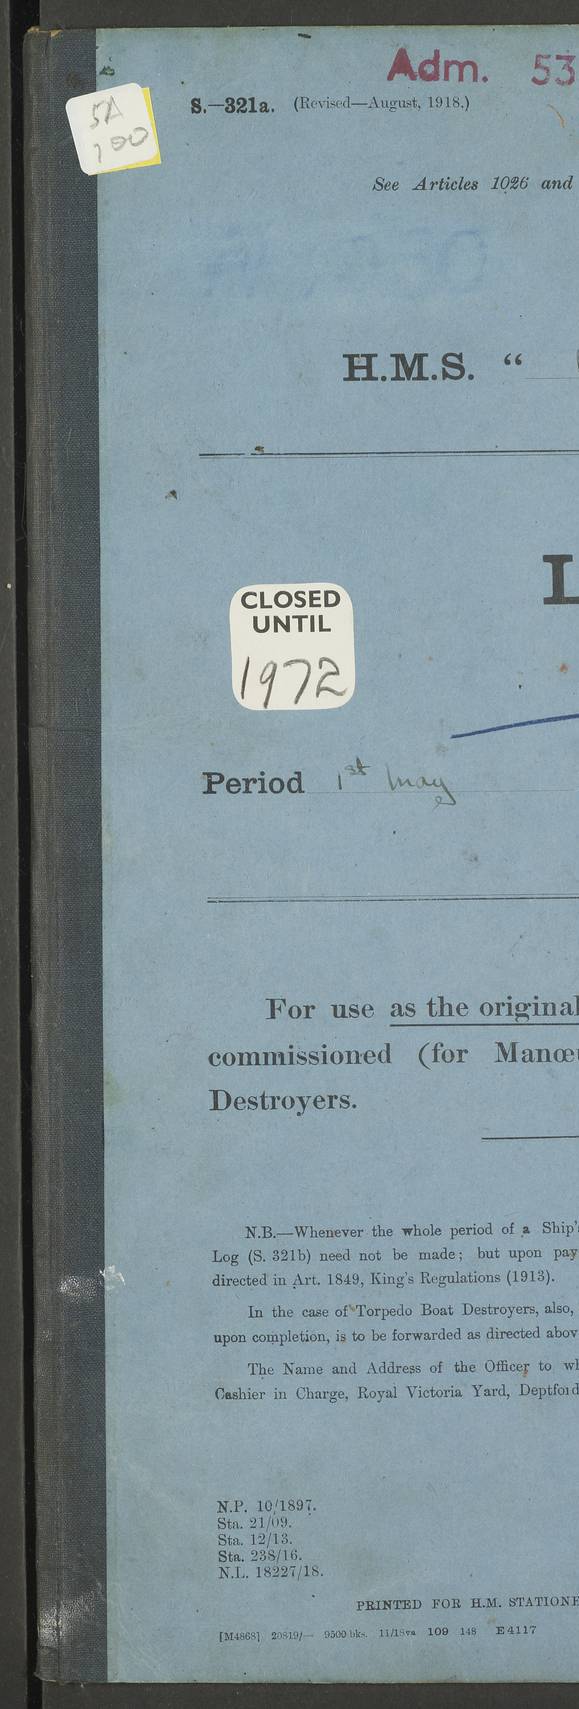 Adm. 53
5A
100
S.—321a. (Revised—August, 1918.)
See Articles 1026 and
H.M.S. "
L
CLOSED
UNTIL
1972
Period 1st May
For use as the original
commissioned (for Manœu
Destroyers.
N.B.—Whenever the whole period of a Ship's
Log (S. 321b) need not be made; but upon pay
directed in Art. 1849, King's Regulations (1913).
In the case of Torpedo Boat Destroyers, also,
upon completion, is to be forwarded as directed abov
The Name and Address of the Officer to wh
Cashier in Charge, Royal Victoria Yard, Deptford
N.P. 10/1897.
Sta. 21/09.
Sta. 12/13.
Sta. 238/16.
N.L. 18227/18.
PRINTED FOR H.M. STATIONE
[M4868] 20819/— 9500 bks. 11/18 109 148 E4117